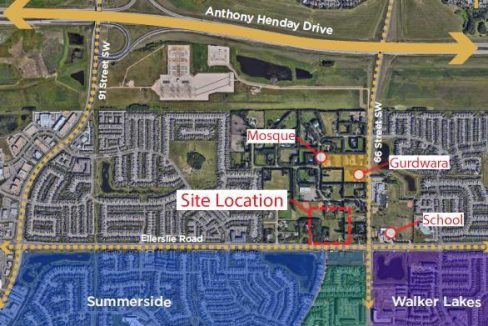 Anthony Henday Drive
91 Street SW
66 Street SW
Mosque
Gurdwara
Site Location
School
Ellerslie Road
Summerside
Walker Lakes